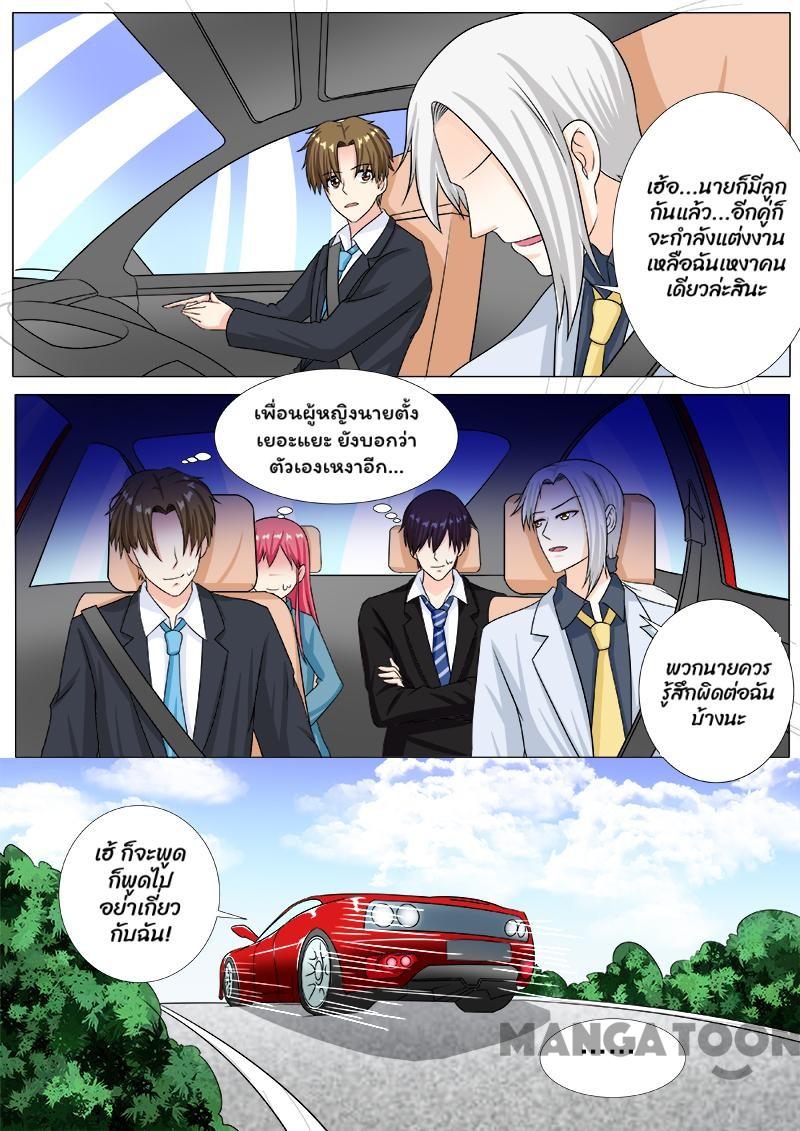 เฮ้อ...นายก็มีลูก
กันแล้ว...อีกคู่ก็
จะกำลังแต่งงาน
เหลือฉันเหงาคน
เดียวล่ะสินะ
เพื่อนผู้หญิงนายตั้ง
เยอะแยะ ยังบอกว่า
ตัวเองเหงาอีก...
พวกนายควร
รู้สึกผิดต่อฉัน
บ้างนะ
เฮ้ ก็จะพูด
ก็พูดไป
อย่าเกี่ยว
กับฉัน!
......
MANGATOON